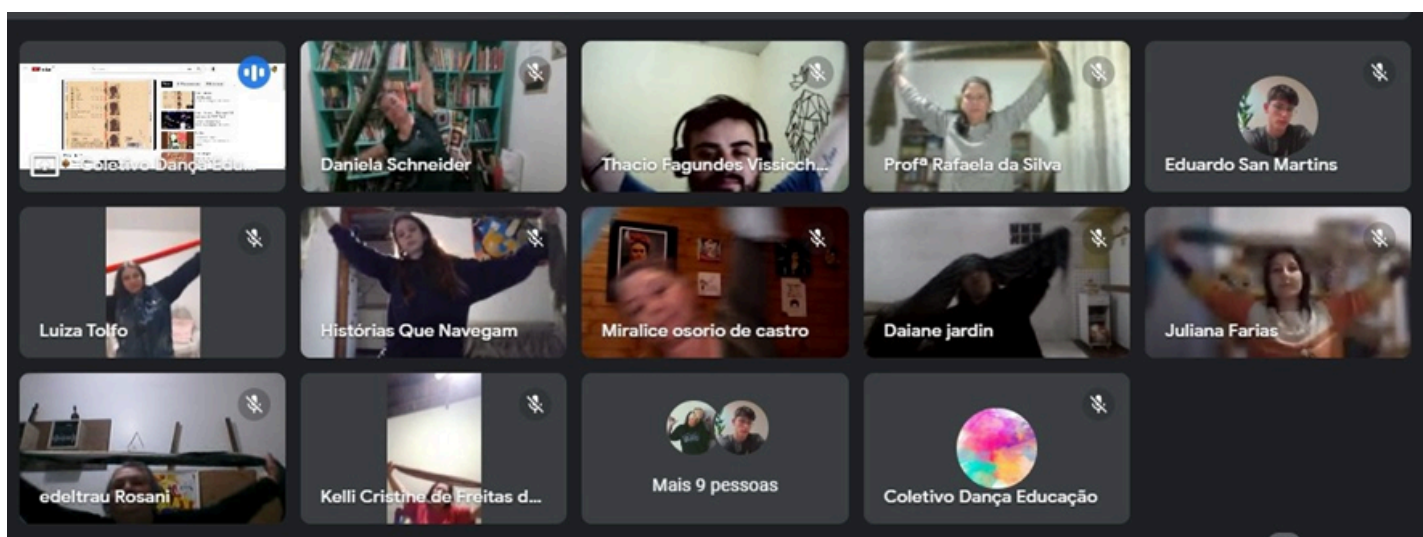 Coletivo Dança Edu...
Daniela Schneider
Thacio Fagundes Vissicch...
Profª Rafaela da Silva
Eduardo San Martins
Luiza Tolfo
Histórias Que Navegam
Miralice osorio de castro
Daiane jardin
Juliana Farias
edeltrau Rosani
Kelli Cristine de Freitas d...
Mais 9 pessoas
Coletivo Dança Educação